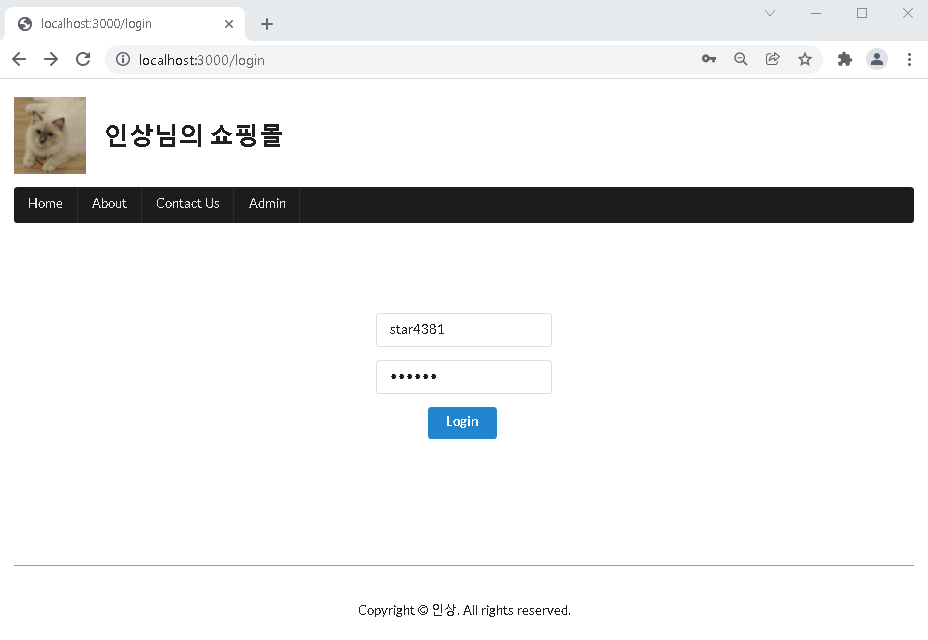 localhost:3000/login
localhost:3000/login
인상님의 쇼핑몰
Home About Contact Us Admin
star4381
••••••
Login
Copyright © 인상. All rights reserved.